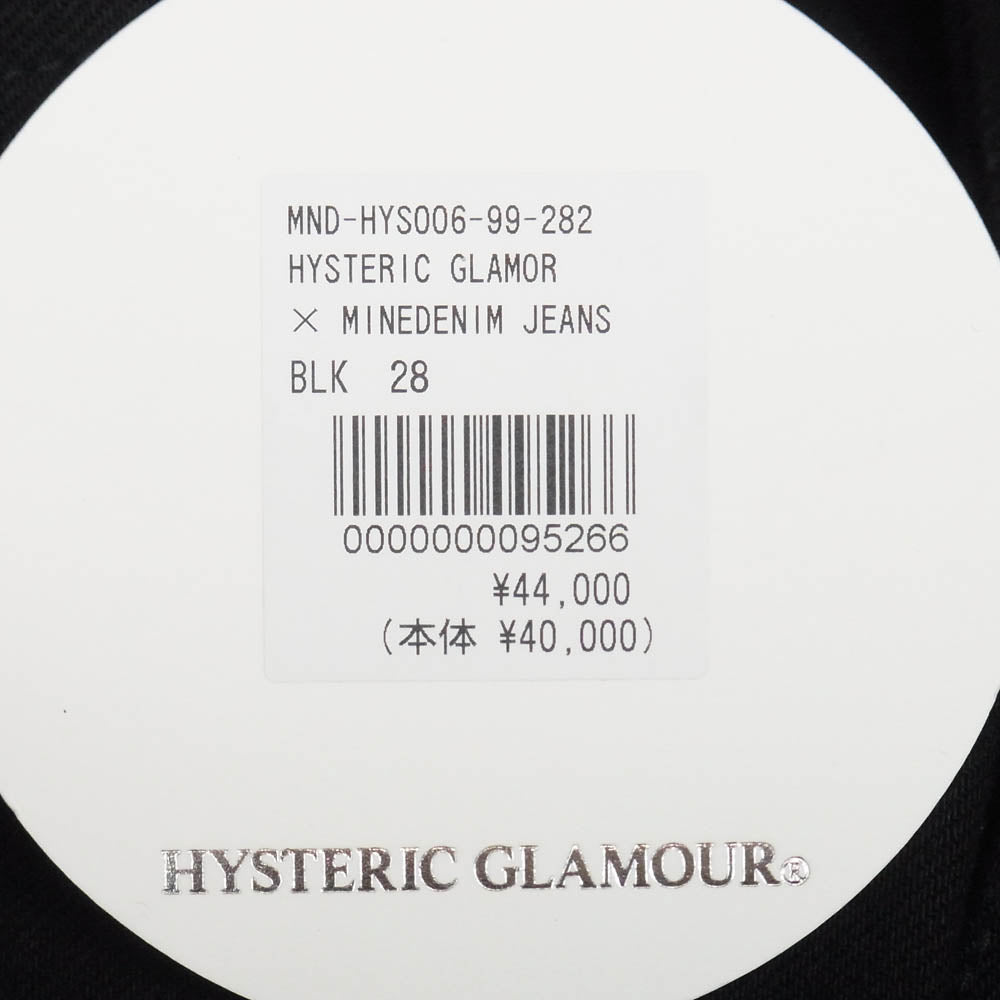 MND-HYS006-99-282
HYSTERIC GLAMOR
× MINEDENIM JEANS
BLK 28
0000000095266
¥44,000
(本体 ¥40,000)
HYSTERIC GLAMOUR®